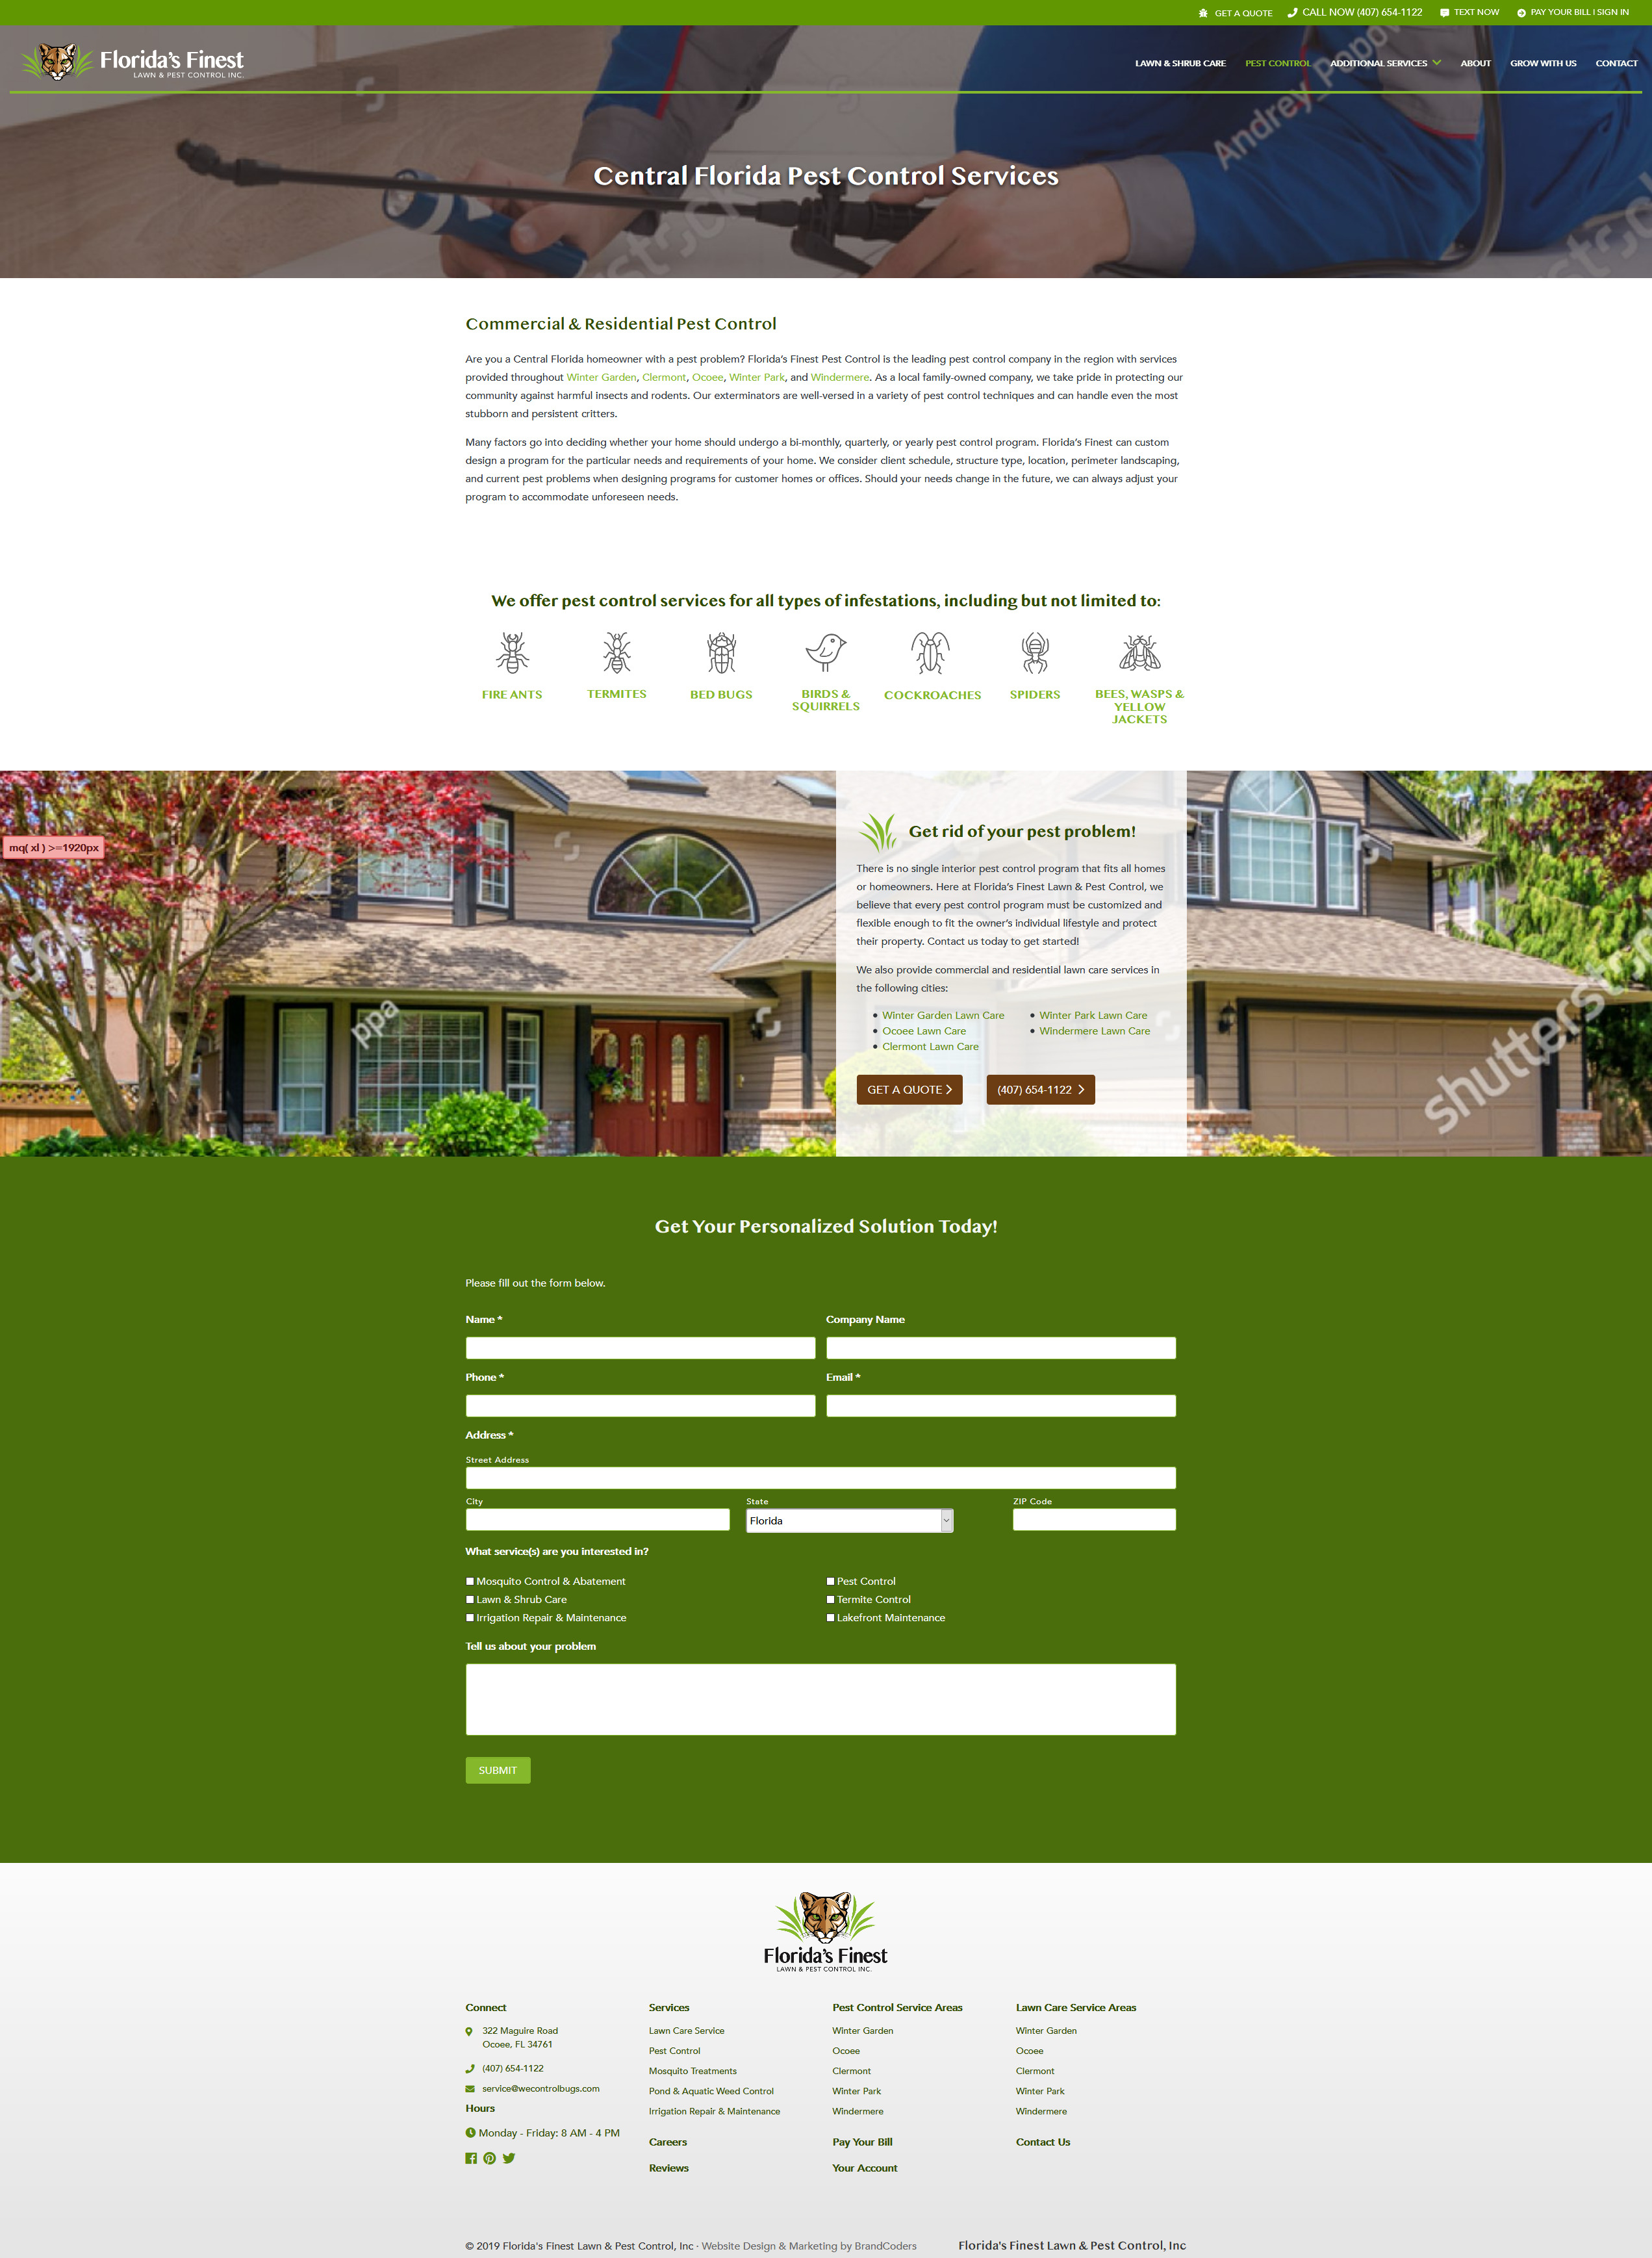 GET A QUOTE CALL NOW (407) 654-1122 TEXT NOW PAY YOUR BILL | SIGN IN
Florida's Finest
LAWN & PEST CONTROL INC.
LAWN & SHRUB CARE PEST CONTROL ADDITIONAL SERVICES ABOUT GROW WITH US CONTACT
Andrey_Popov
Central Florida Pest Control Services
Commercial & Residential Pest Control
Are you a Central Florida homeowner with a pest problem? Florida's Finest Pest Control is the leading pest control company in the region with services
provided throughout Winter Garden, Clermont, Ocoee, Winter Park, and Windermere. As a local family-owned company, we take pride in protecting our
community against harmful insects and rodents. Our exterminators are well-versed in a variety of pest control techniques and can handle even the most
stubborn and persistent critters.
Many factors go into deciding whether your home should undergo a bi-monthly, quarterly, or yearly pest control program. Florida's Finest can custom
design a program for the particular needs and requirements of your home. We consider client schedule, structure type, location, perimeter landscaping,
and current pest problems when designing programs for customer homes or offices. Should your needs change in the future, we can always adjust your
program to accommodate unforeseen needs.
We offer pest control services for all types of infestations, including but not limited to:
FIRE ANTS
TERMITES
BED BUGS
BIRDS &
SQUIRRELS
COCKROACHES
SPIDERS
BEES, WASPS &
YELLOW
JACKETS
mq( xl ) >=1920px
ppa
shutterst
Get rid of your pest problem!
There is no single interior pest control program that fits all homes
or homeowners. Here at Florida's Finest Lawn & Pest Control, we
believe that every pest control program must be customized and
flexible enough to fit the owner's individual lifestyle and protect
their property. Contact us today to get started!
We also provide commercial and residential lawn care services in
the following cities:
• Winter Garden Lawn Care
• Ocoee Lawn Care
• Clermont Lawn Care
• Winter Park Lawn Care
• Windermere Lawn Care
GET A QUOTE
(407) 654-1122
Get Your Personalized Solution Today!
Please fill out the form below.
Name *
Company Name
Phone *
Email *
Address *
Street Address
City
State
ZIP Code
Florida
What service(s) are you interested in?
Mosquito Control & Abatement
Pest Control
Lawn & Shrub Care
Termite Control
Irrigation Repair & Maintenance
Lakefront Maintenance
Tell us about your problem
SUBMIT
Florida's Finest
LAWN & PEST CONTROL INC.
Connect
322 Maguire Road
Ocoee, FL 34761
(407) 654-1122
service@wecontrolbugs.com
Hours
Monday - Friday: 8 AM - 4 PM
Services
Lawn Care Service
Pest Control
Mosquito Treatments
Pond & Aquatic Weed Control
Irrigation Repair & Maintenance
Careers
Reviews
Pest Control Service Areas
Winter Garden
Ocoee
Clermont
Winter Park
Windermere
Pay Your Bill
Your Account
Lawn Care Service Areas
Winter Garden
Ocoee
Clermont
Winter Park
Windermere
Contact Us
© 2019 Florida's Finest Lawn & Pest Control, Inc · Website Design & Marketing by BrandCoders
Florida's Finest Lawn & Pest Control, Inc